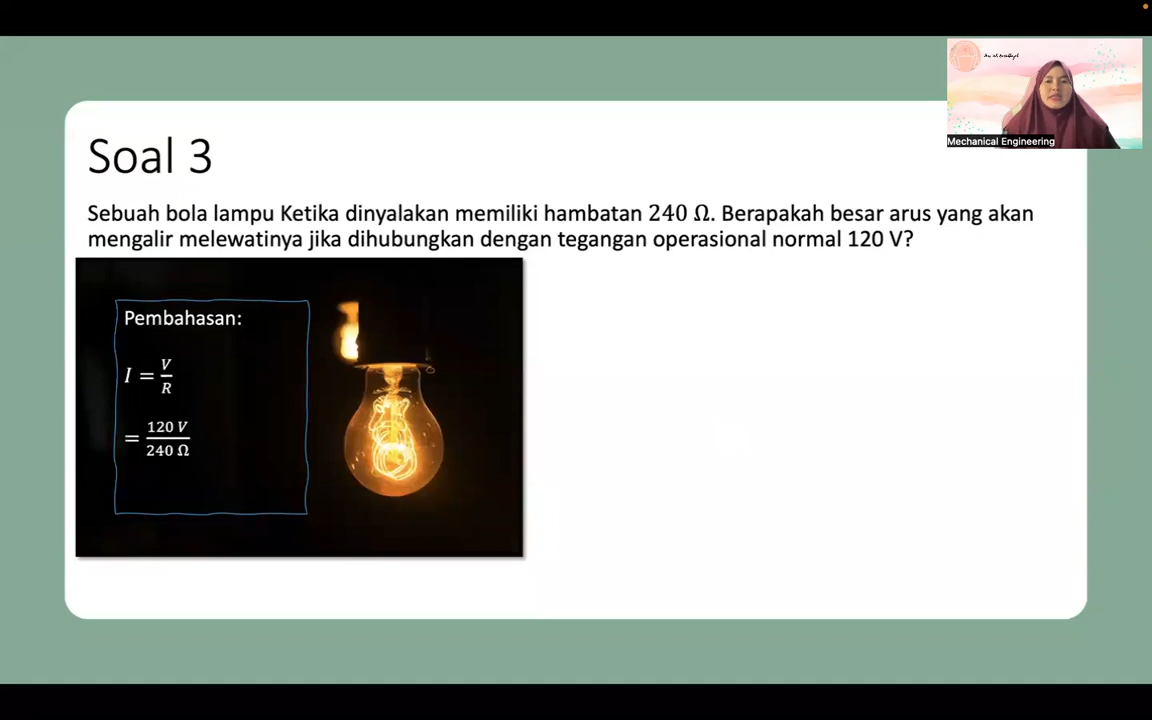 Soal 3
Sebuah bola lampu Ketika dinyalakan memiliki hambatan 240 Ω. Berapakah besar arus yang akan
mengalir melewatinya jika dihubungkan dengan tegangan operasional normal 120 V?
Pembahasan:
I = V/R
= 120 V/240 Ω
Mechanical Engineering